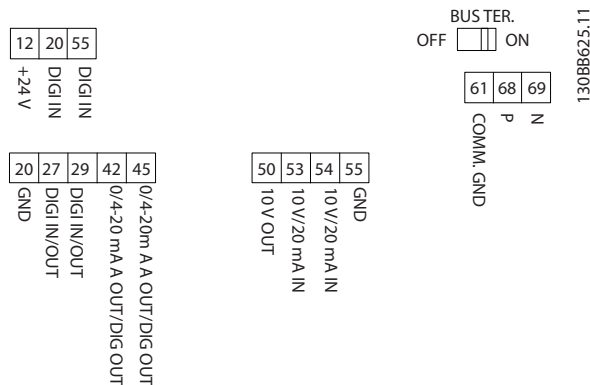 BUS TER.
OFF ON
130BB625.11
12 20 55
+24 V
DIGI IN
DIGI IN
61 68 69
COMM. GND
P
N
20 27 29 42 45
GND
DIGI IN/OUT
DIGI IN/OUT
0/4-20 mA A OUT/DIG OUT
0/4-20m A A OUT/DIG OUT
50 53 54 55
10 V OUT
10 V/20 mA IN
10 V/20 mA IN
GND